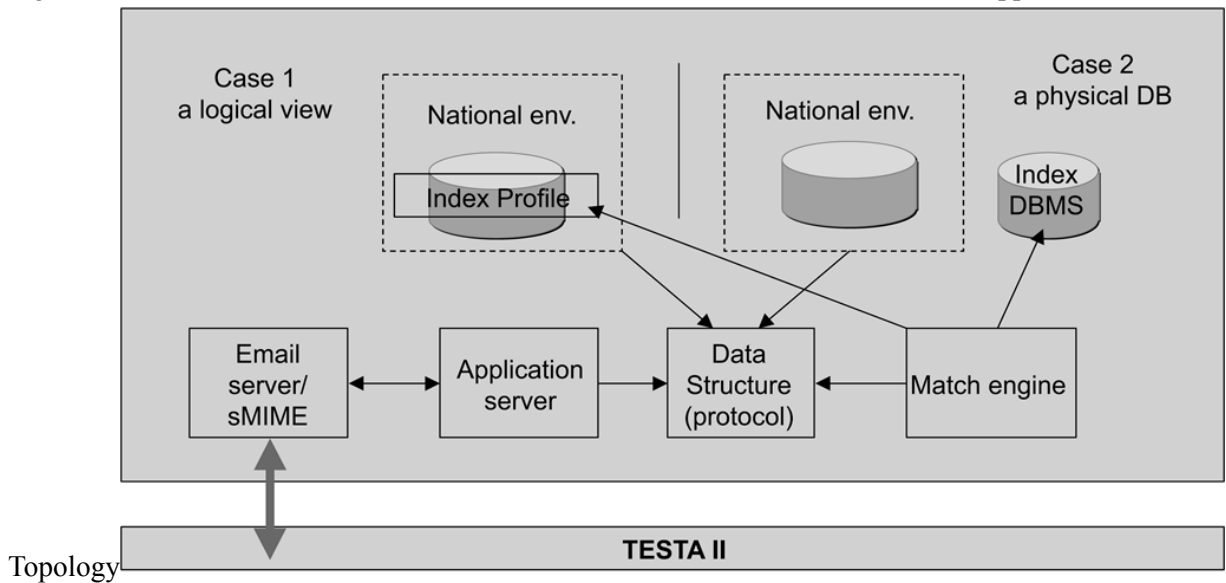 Case 1
a logical view
National env.
Index Profile
National env.
Case 2
a physical DB
Index
DBMS
Email
server/
sMIME
Application
server
Data
Structure
(protocol)
Match engine
TESTA II
Topology